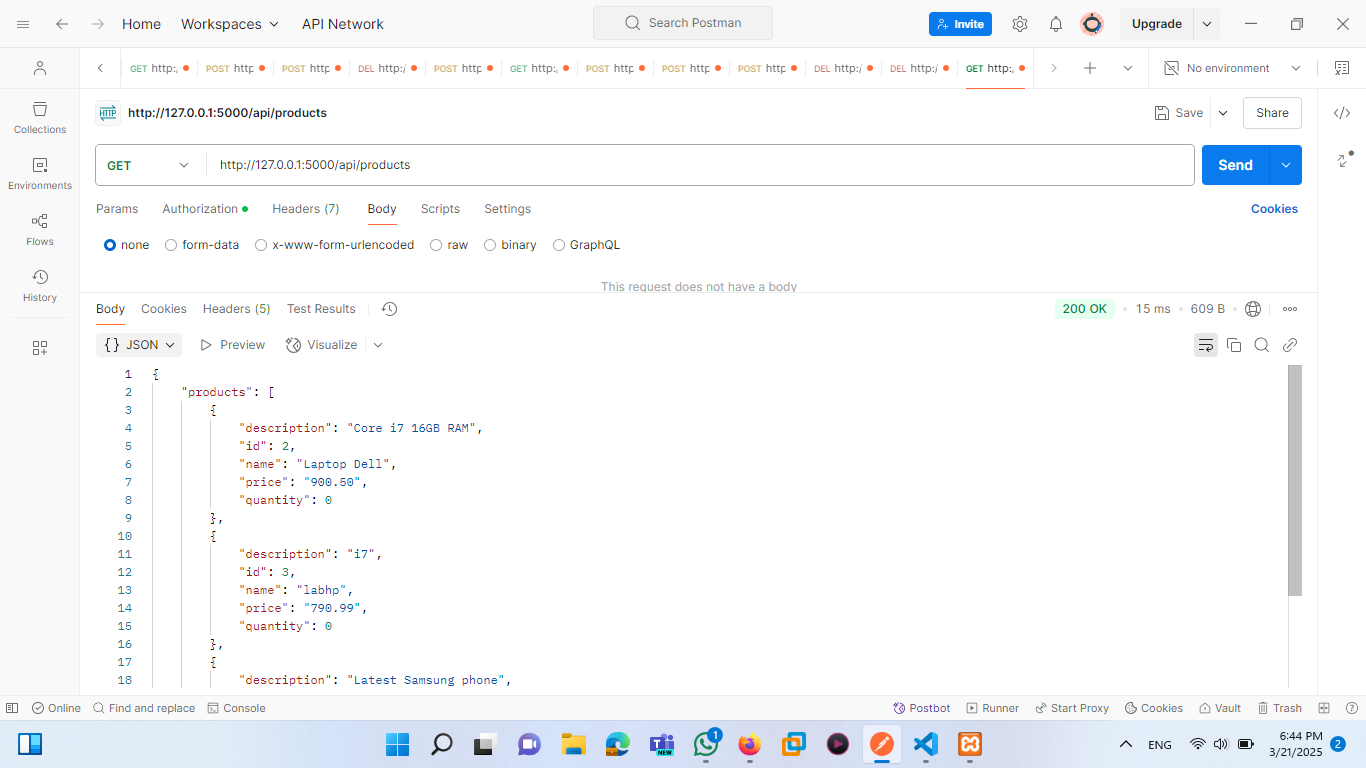 Home Workspaces API Network Search Postman Invite Upgrade
GET http:, POST http POST http DEL http:/ POST http GET http:, POST http POST http POST http DEL http:/ DEL http:/ GET http:, No environment
HTTP http://127.0.0.1:5000/api/products Save Share
GET http://127.0.0.1:5000/api/products Send
Params Authorization Headers (7) Body Scripts Settings Cookies
none form-data x-www-form-urlencoded raw binary GraphQL
This request does not have a body
Collections
Environments
Flows
History
Body Cookies Headers (5) Test Results 200 OK 15 ms 609 B
{} JSON Preview Visualize
1 {
2 "products": [
3 {
4 "description": "Core i7 16GB RAM",
5 "id": 2,
6 "name": "Laptop Dell",
7 "price": "900.50",
8 "quantity": 0
9 },
10 {
11 "description": "i7",
12 "id": 3,
13 "name": "labhp",
14 "price": "790.99",
15 "quantity": 0
16 },
17 {
18 "description": "Latest Samsung phone",
Online Find and replace Console Postbot Runner Start Proxy Cookies Vault Trash
NEW 1 ENG 6:44 PM 2
3/21/2025